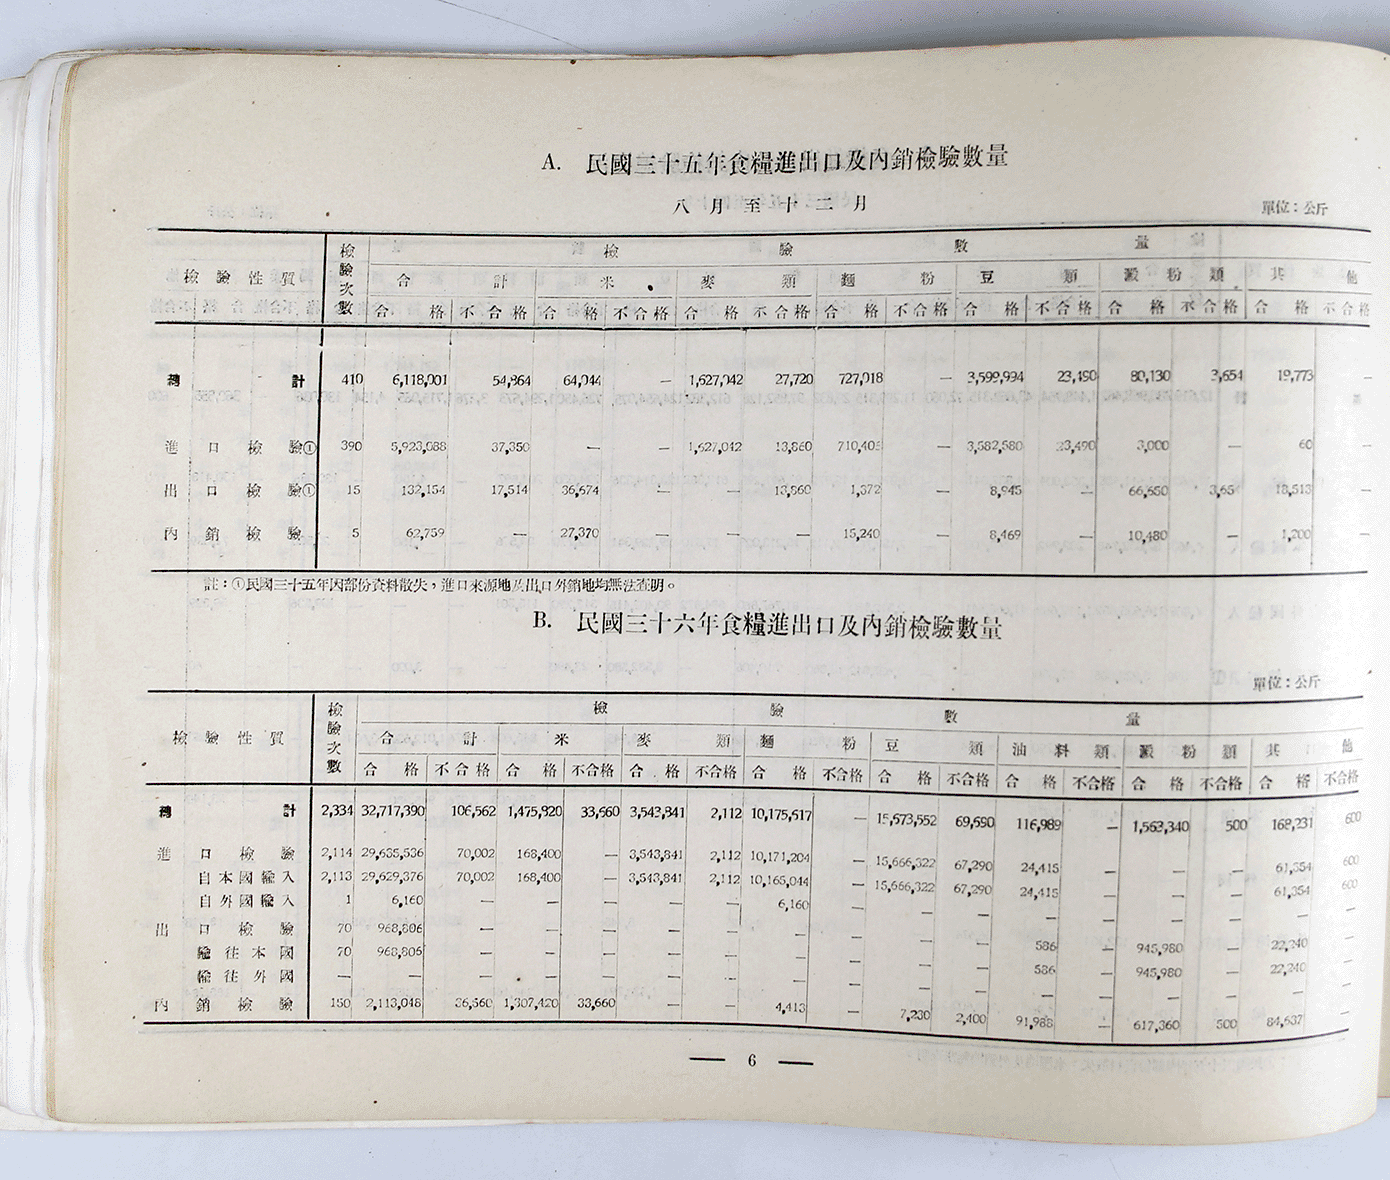 A. 民國三十五年食糧進出口及內銷檢驗數量
八月至十二月
單位：公斤
檢驗性質 檢驗次數 檢驗數量
合計 米 麥類 麵粉 豆類 澱粉類 其他
合格 不合格 合格 不合格 合格 不合格 合格 不合格 合格 不合格 合格 不合格 合格 不合格
總計 410 6,118,001 54,864 64,044 — 1,627,042 27,720 727,018 — 3,599,994 23,490 80,130 3,654 19,773 —
進口檢驗① 390 5,923,088 37,350 — — 1,627,042 13,860 710,406 — 3,582,580 23,490 3,000 — 60 —
出口檢驗① 15 132,154 17,514 36,674 — — 13,860 1,372 — 8,945 — 66,650 3,654 18,513 —
內銷檢驗 5 62,759 — 27,370 — — — 15,240 — 8,469 — 10,480 — 1,200 —
註：①民國三十五年因部份資料散失，進口來源地及出口外銷地均無法查明。
B. 民國三十六年食糧進出口及內銷檢驗數量
單位：公斤
檢驗性質 檢驗次數 檢驗數量
合計 米 麥類 麵粉 豆類 油料類 澱粉類 其他
合格 不合格 合格 不合格 合格 不合格 合格 不合格 合格 不合格 合格 不合格 合格 不合格 合格 不合格
總計 2,334 32,717,390 106,562 1,475,820 33,660 3,543,841 2,112 10,175,617 — 15,673,552 69,690 116,989 — 1,563,340 500 168,231 600
進口檢驗 2,114 29,635,536 70,002 168,400 — 3,543,841 2,112 10,171,204 — 15,666,322 67,290 24,415 — — — 61,354 600
自本國輸入 2,113 29,629,376 70,002 168,400 — 3,543,841 2,112 10,165,044 — 15,666,322 67,290 24,415 — — — 61,354 600
自外國輸入 1 6,160 — — — — — 6,160 — — — — — — — — —
出口檢驗 70 968,806 — — — — — — — — — 586 — 945,980 — 22,240 —
輸往本國 70 968,806 — — — — — — — — — 586 — 945,980 — 22,240 —
輸往外國 — — — — — — — — — — — — — — — — —
內銷檢驗 150 2,113,048 36,560 1,307,420 33,660 — — 4,413 — 7,230 2,400 91,988 — 617,360 500 84,637 —
— 6 —